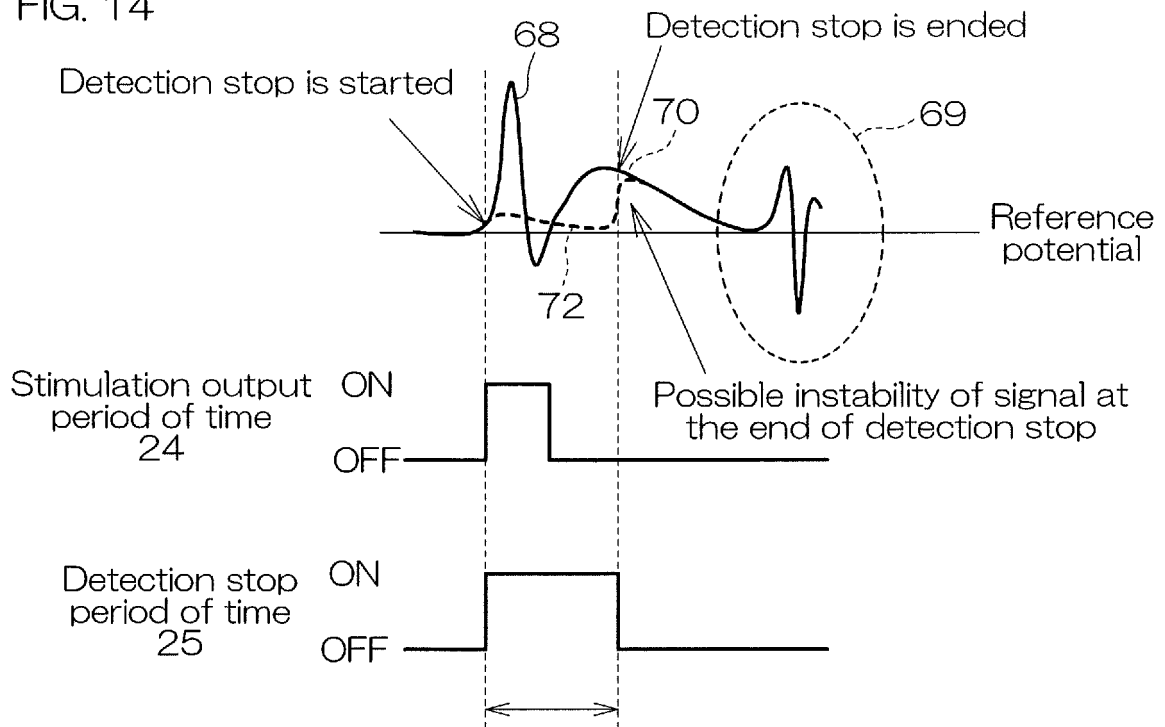 FIG. 14
68
Detection stop is ended
Detection stop is started
70
69
Reference
potential
72
Stimulation output
period of time
24
ON
OFF
Possible instability of signal at
the end of detection stop
Detection stop
period of time
25
ON
OFF